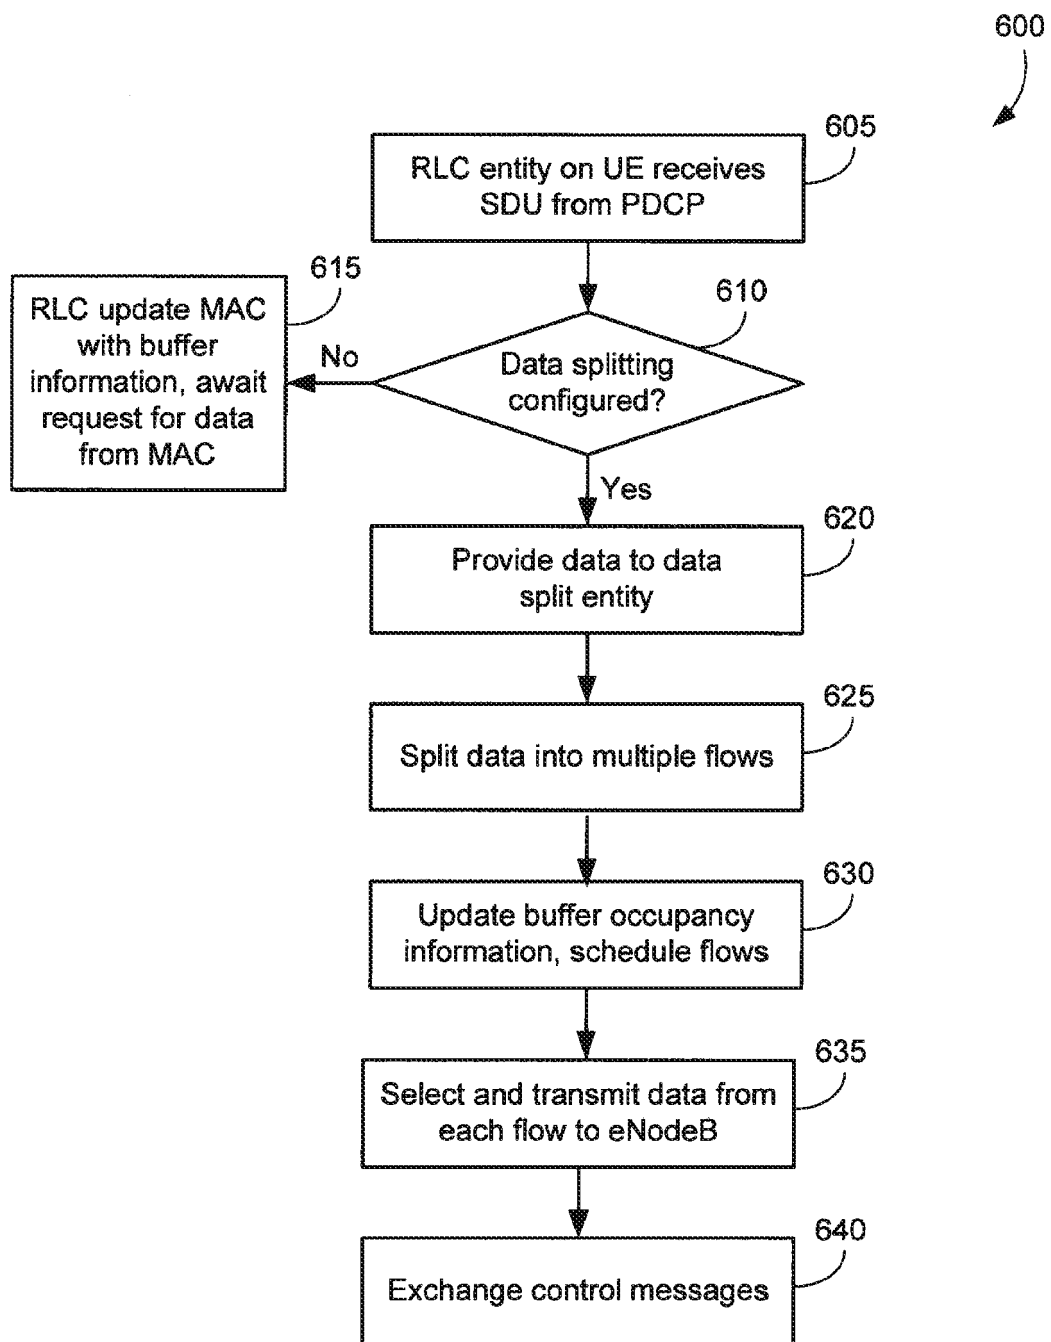 600
605
RLC entity on UE receives
SDU from PDCP
615
RLC update MAC
with buffer
information, await
request for data
from MAC
No
610
Data splitting
configured?
Yes
620
Provide data to data
split entity
625
Split data into multiple flows
630
Update buffer occupancy
information, schedule flows
635
Select and transmit data from
each flow to eNodeB
640
Exchange control messages